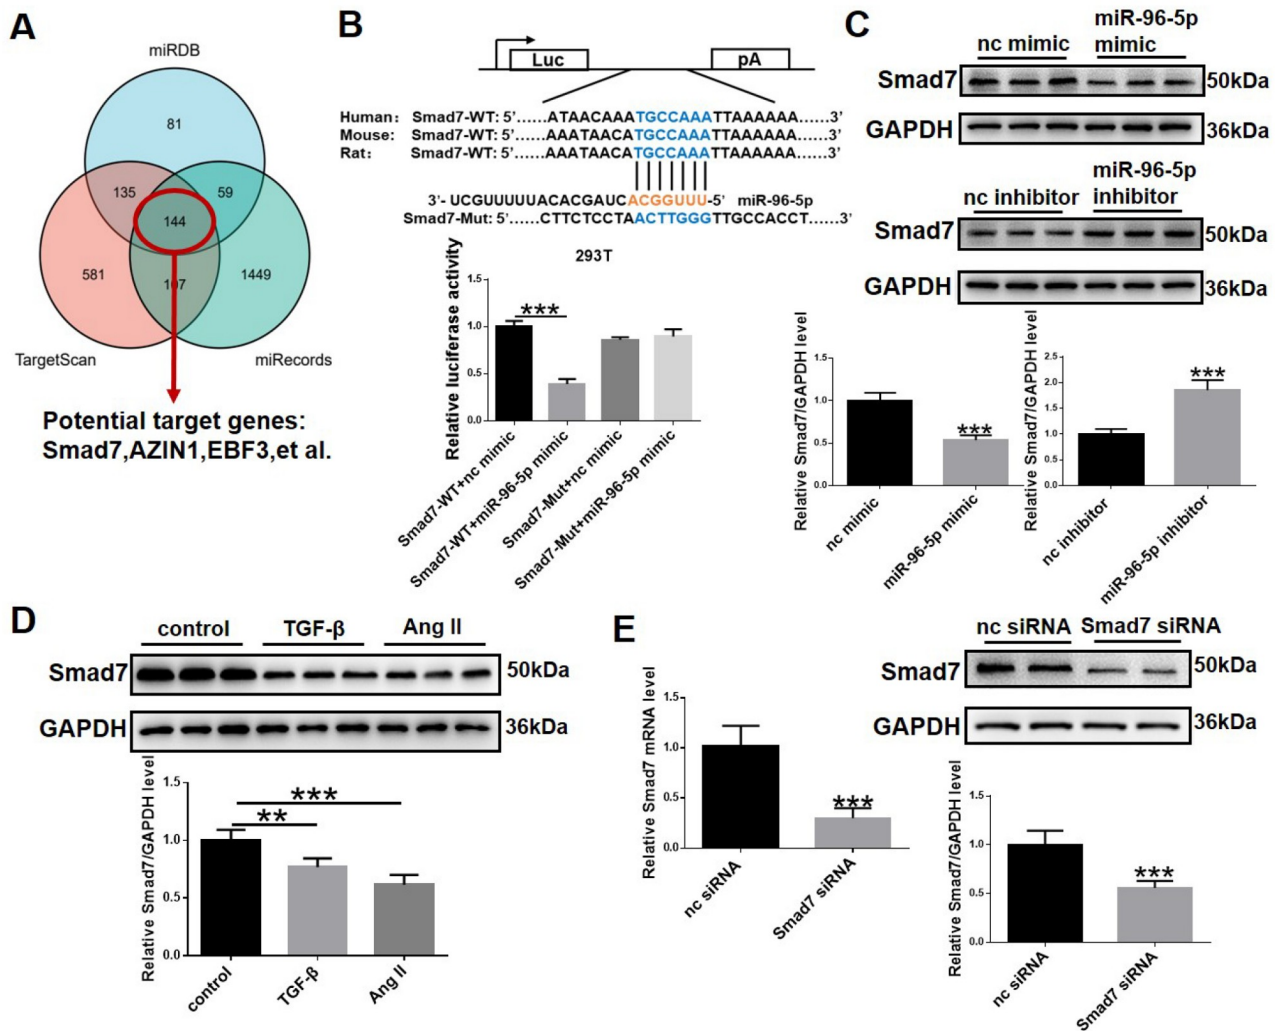 A
miRDB
81
135
59
144
581
107
1449
TargetScan
miRecords
Potential target genes:
Smad7,AZIN1,EBF3,et al.
B
Luc
pA
Human: Smad7-WT: 5'......ATAACAAATGCCAAATTAAAAAA......3'
Mouse: Smad7-WT: 5'......AAATAACATGCCAAATTAAAAAA......3'
Rat: Smad7-WT: 5'......AAATAACATGCCAAATTAAAAAA......3'
3'- UCGUUUUUACACGAUCACGGUUU-5' miR-96-5p
Smad7-Mut: 5'......CTTCTCCTAACTTGGGTTGCCACCT......3'
293T
Relative luciferase activity
1.5
1.0
0.5
0.0
***
Smad7-WT+nc mimic
Smad7-WT+miR-96-5p mimic
Smad7-Mut+nc mimic
Smad7-Mut+miR-96-5p mimic
C
nc mimic
miR-96-5p
mimic
Smad7
50kDa
GAPDH
36kDa
nc inhibitor
miR-96-5p
inhibitor
Smad7
50kDa
GAPDH
36kDa
Relative Smad7/GAPDH level
1.5
1.0
0.5
0.0
***
nc mimic
miR-96-5p mimic
Relative Smad7/GAPDH level
2.5
2.0
1.5
1.0
0.5
0.0
***
nc inhibitor
miR-96-5p inhibitor
D
control
TGF-β
Ang II
Smad7
50kDa
GAPDH
36kDa
Relative Smad7/GAPDH level
1.5
1.0
0.5
0.0
***
**
control
TGF-β
Ang II
E
Relative Smad7 mRNA level
1.5
1.0
0.5
0.0
***
nc siRNA
Smad7 siRNA
nc siRNA
Smad7 siRNA
Smad7
50kDa
GAPDH
36kDa
Relative Smad7/GAPDH level
1.5
1.0
0.5
0.0
***
nc siRNA
Smad7 siRNA